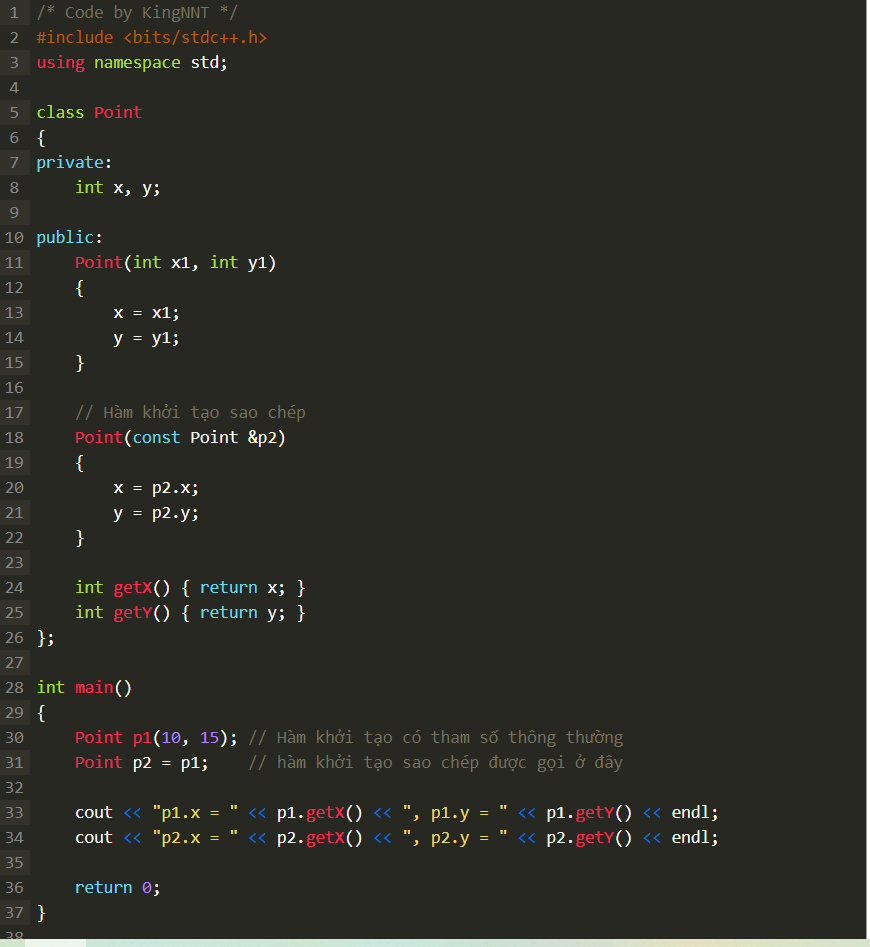 1 /* Code by KingNNT */
2 #include <bits/stdc++.h>
3 using namespace std;
4
5 class Point
6 {
7 private:
8     int x, y;
9
10 public:
11     Point(int x1, int y1)
12     {
13         x = x1;
14         y = y1;
15     }
16
17     // Hàm khởi tạo sao chép
18     Point(const Point &p2)
19     {
20         x = p2.x;
21         y = p2.y;
22     }
23
24     int getX() { return x; }
25     int getY() { return y; }
26 };
27
28 int main()
29 {
30     Point p1(10, 15); // Hàm khởi tạo có tham số thông thường
31     Point p2 = p1;    // hàm khởi tạo sao chép được gọi ở đây
32
33     cout << "p1.x = " << p1.getX() << ", p1.y = " << p1.getY() << endl;
34     cout << "p2.x = " << p2.getX() << ", p2.y = " << p2.getY() << endl;
35
36     return 0;
37 }
38